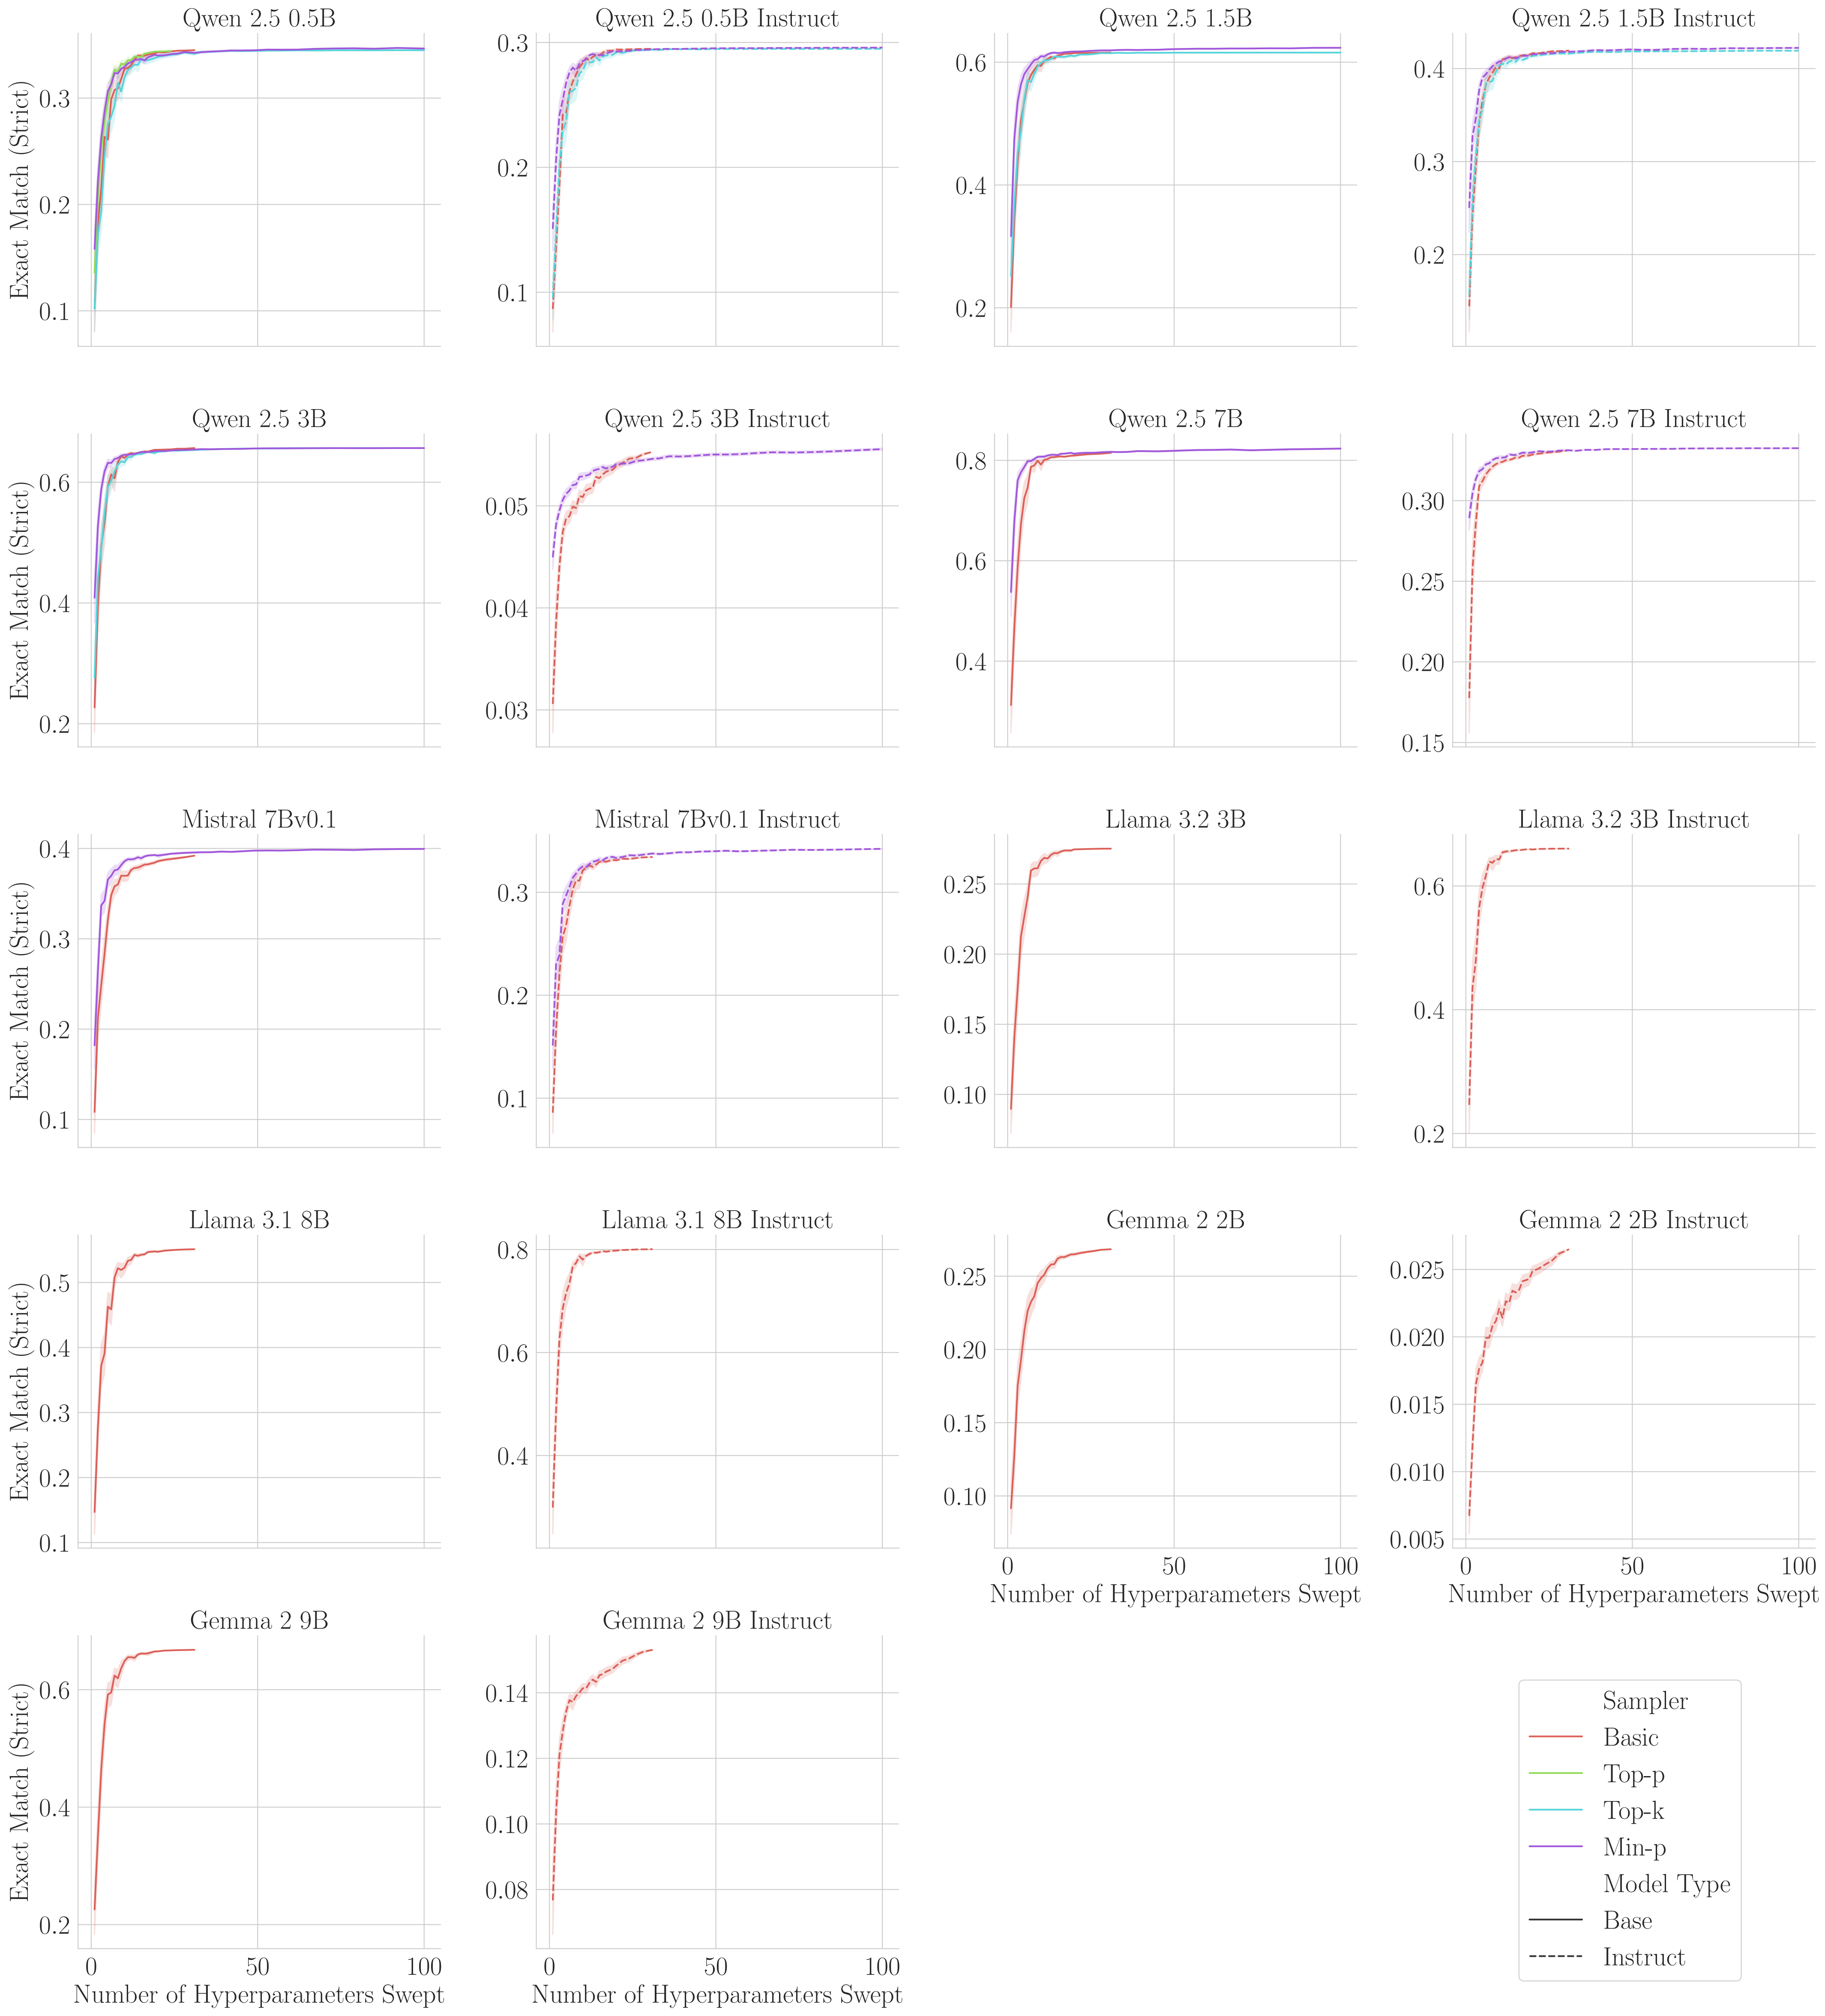 Qwen 2.5 0.5B
Qwen 2.5 0.5B Instruct
Qwen 2.5 1.5B
Qwen 2.5 1.5B Instruct
Exact Match (Strict)
0.3
0.2
0.1
0.3
0.2
0.1
0.6
0.4
0.2
0.4
0.3
0.2
Qwen 2.5 3B
Qwen 2.5 3B Instruct
Qwen 2.5 7B
Qwen 2.5 7B Instruct
Exact Match (Strict)
0.6
0.4
0.2
0.05
0.04
0.03
0.8
0.6
0.4
0.30
0.25
0.20
0.15
Mistral 7Bv0.1
Mistral 7Bv0.1 Instruct
Llama 3.2 3B
Llama 3.2 3B Instruct
Exact Match (Strict)
0.4
0.3
0.2
0.1
0.3
0.2
0.1
0.25
0.20
0.15
0.10
0.6
0.4
0.2
Llama 3.1 8B
Llama 3.1 8B Instruct
Gemma 2 2B
Gemma 2 2B Instruct
Exact Match (Strict)
0.5
0.4
0.3
0.2
0.1
0.8
0.6
0.4
0.25
0.20
0.15
0.10
0 50 100
Number of Hyperparameters Swept
0.025
0.020
0.015
0.010
0.005
0 50 100
Number of Hyperparameters Swept
Gemma 2 9B
Gemma 2 9B Instruct
Exact Match (Strict)
0.6
0.4
0.2
0 50 100
Number of Hyperparameters Swept
0.14
0.12
0.10
0.08
0 50 100
Number of Hyperparameters Swept
Sampler
Basic
Top-p
Top-k
Min-p
Model Type
Base
Instruct